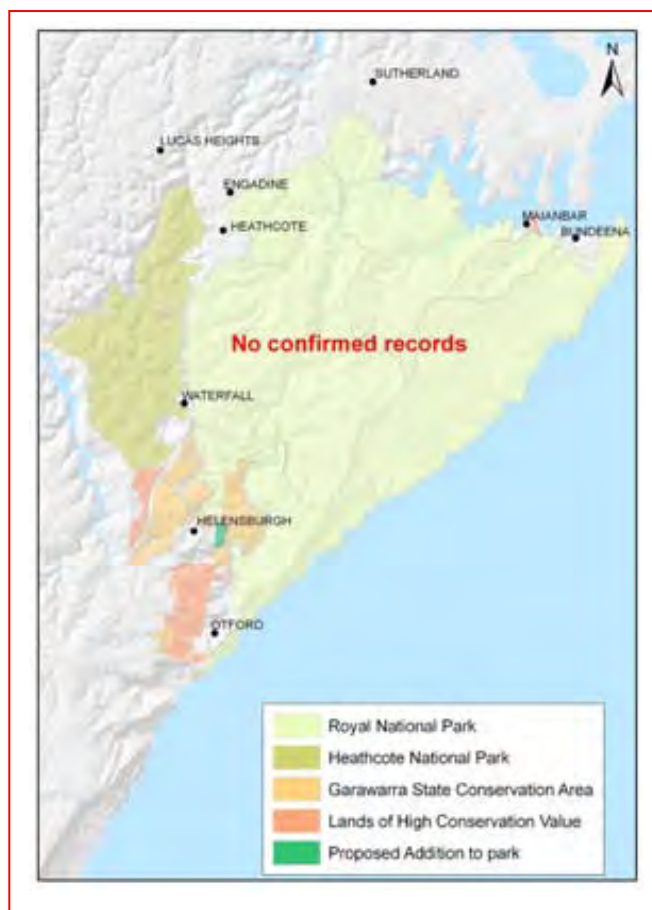 N
SUTHERLAND
LUCAS HEIGHTS
ENGADINE
HEATHCOTE
MAIANBAR
BUNDEENA
No confirmed records
WATERFALL
HELENSBURGH
OTFORD
Royal National Park
Heathcote National Park
Garawarra State Conservation Area
Lands of High Conservation Value
Proposed Addition to park